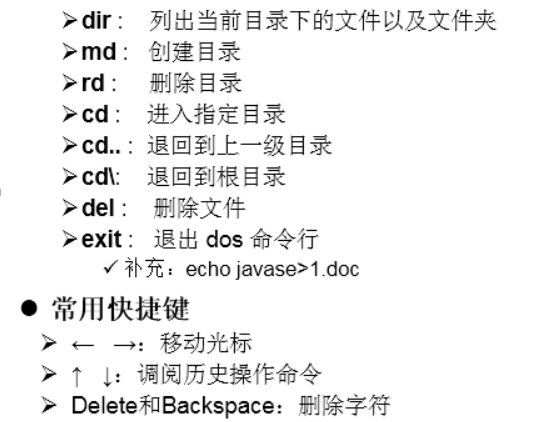 ➢dir： 列出当前目录下的文件以及文件夹
➢md： 创建目录
➢rd： 删除目录
➢cd： 进入指定目录
➢cd..：退回到上一级目录
➢cd\: 退回到根目录
➢del： 删除文件
➢exit： 退出 dos 命令行
✓ 补充：echo javase>1.doc
● 常用快捷键
➢ ← →：移动光标
➢ ↑ ↓：调阅历史操作命令
➢ Delete和Backspace：删除字符